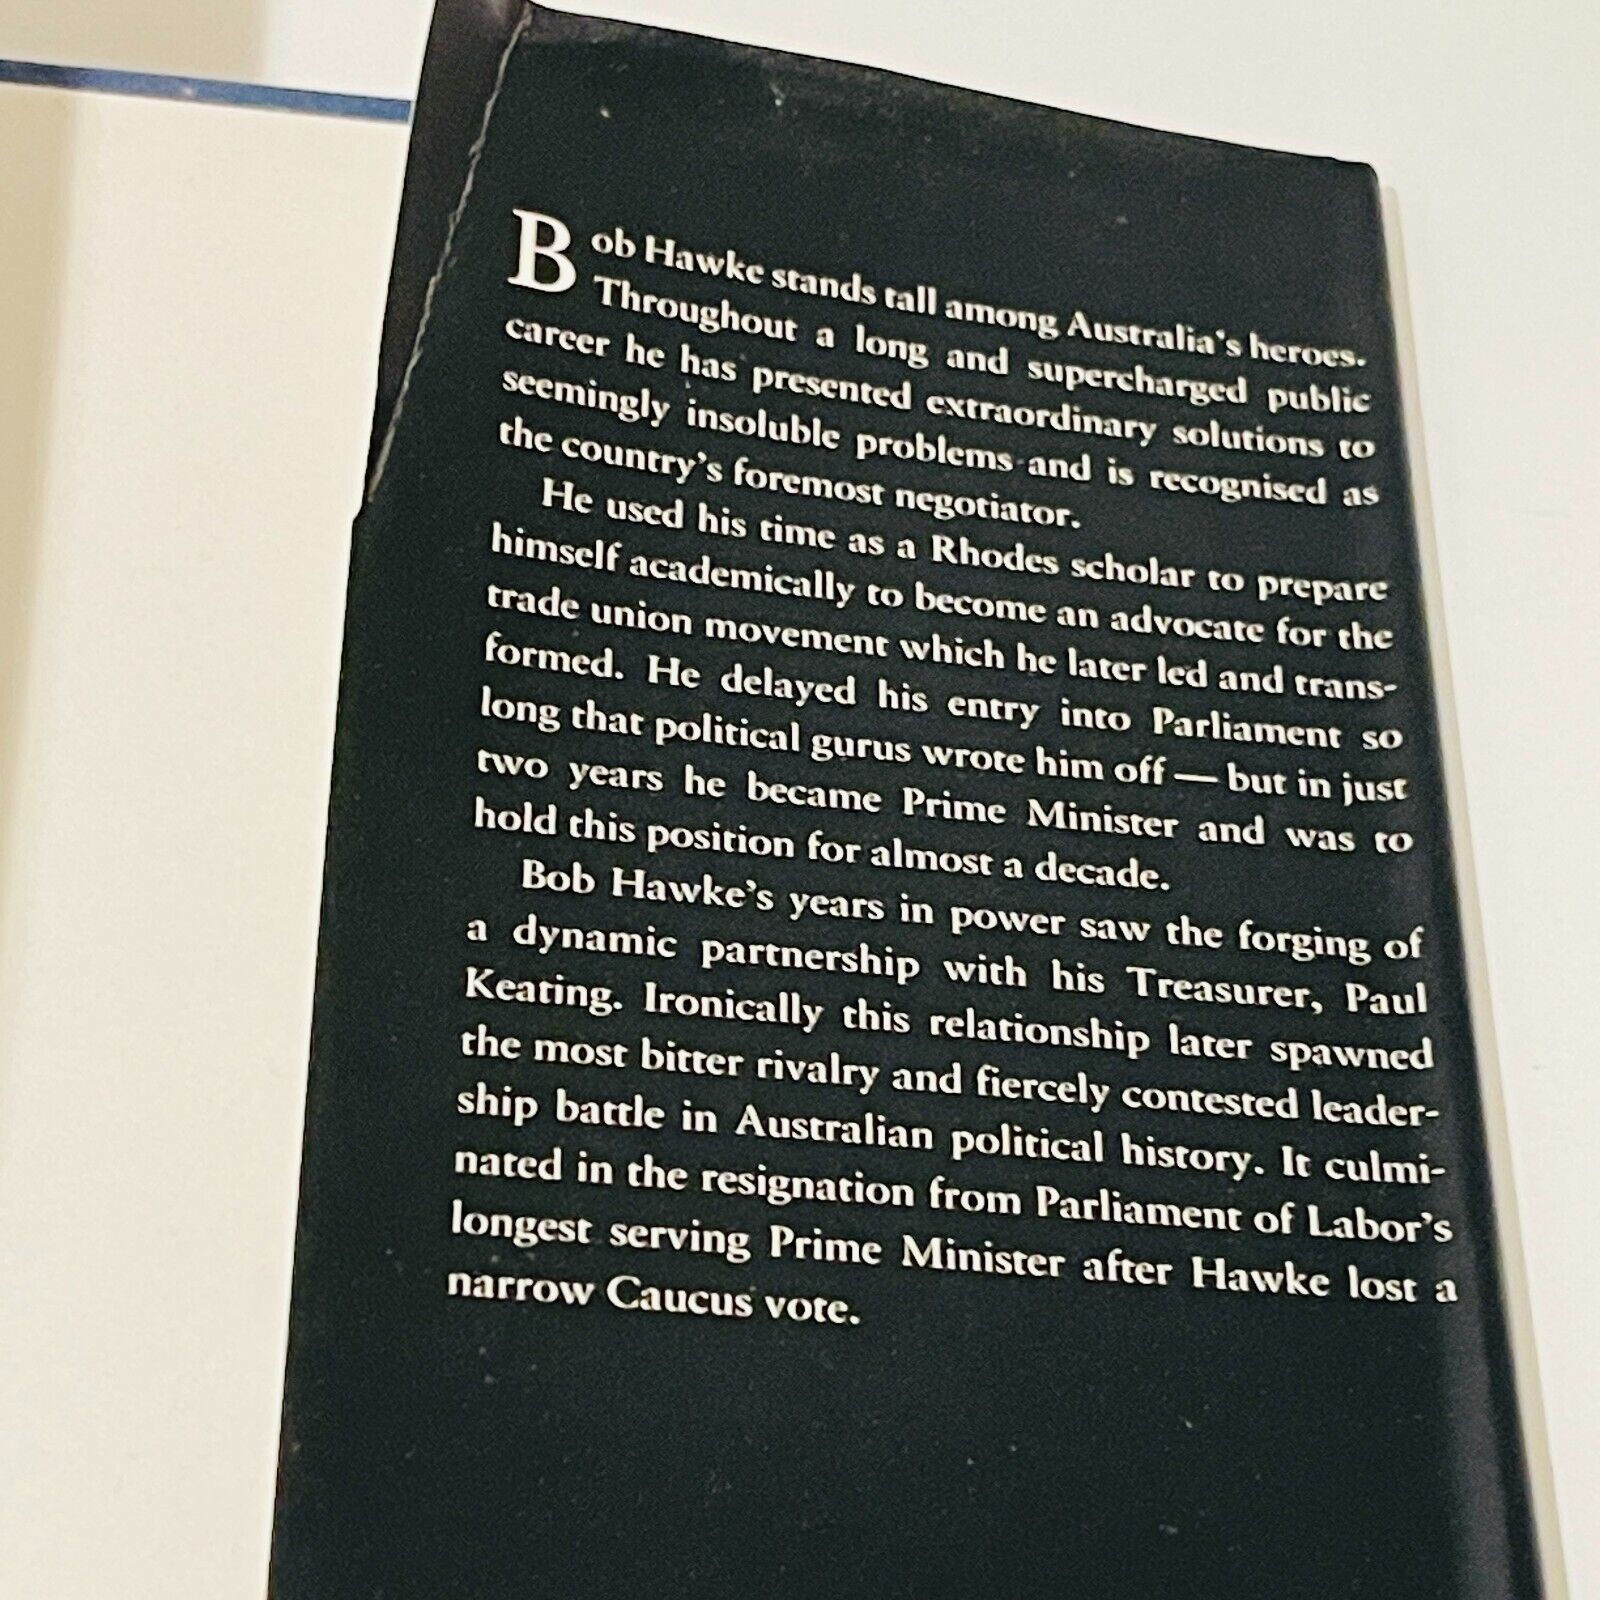 Bob Hawke stands tall among Australia's heroes.
Throughout a long and supercharged public
career he has presented extraordinary solutions to
seemingly insoluble problems and is recognised as
the country's foremost negotiator.
He used his time as a Rhodes scholar to prepare
himself academically to become an advocate for the
trade union movement which he later led and trans-
formed. He delayed his entry into Parliament so
long that political gurus wrote him off — but in just
two years he became Prime Minister and was to
hold this position for almost a decade.
Bob Hawke's years in power saw the forging of
a dynamic partnership with his Treasurer, Paul
Keating. Ironically this relationship later spawned
the most bitter rivalry and fiercely contested leader-
ship battle in Australian political history. It culmi-
nated in the resignation from Parliament of Labor's
longest serving Prime Minister after Hawke lost a
narrow Caucus vote.